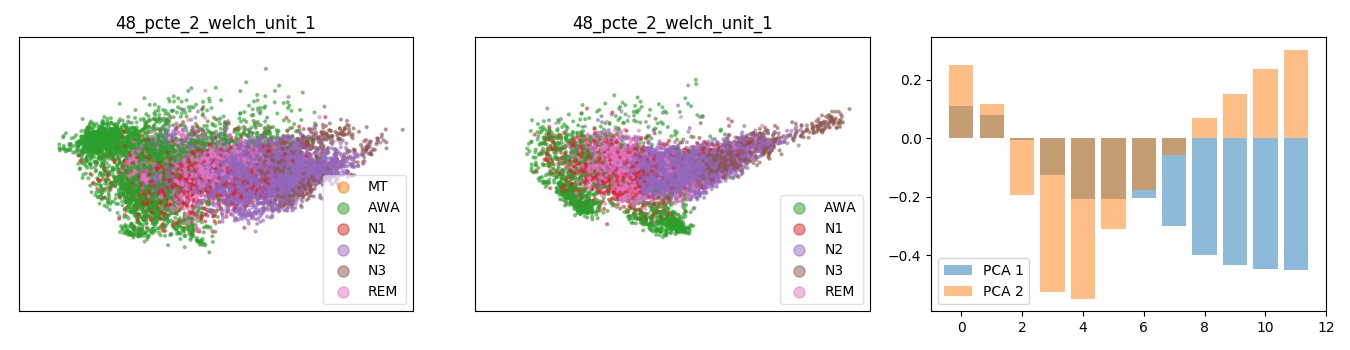 48_pcte_2_welch_unit_1
MT
AWA
N1
N2
N3
REM
48_pcte_2_welch_unit_1
AWA
N1
N2
N3
REM
0.2
0.0
−0.2
−0.4
PCA 1
PCA 2
0 2 4 6 8 10 12